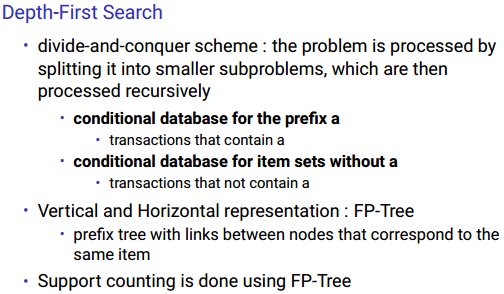 Depth-First Search
• divide-and-conquer scheme : the problem is processed by
splitting it into smaller subproblems, which are then
processed recursively
• conditional database for the prefix a
• transactions that contain a
• conditional database for item sets without a
• transactions that not contain a
• Vertical and Horizontal representation : FP-Tree
• prefix tree with links between nodes that correspond to the
same item
• Support counting is done using FP-Tree